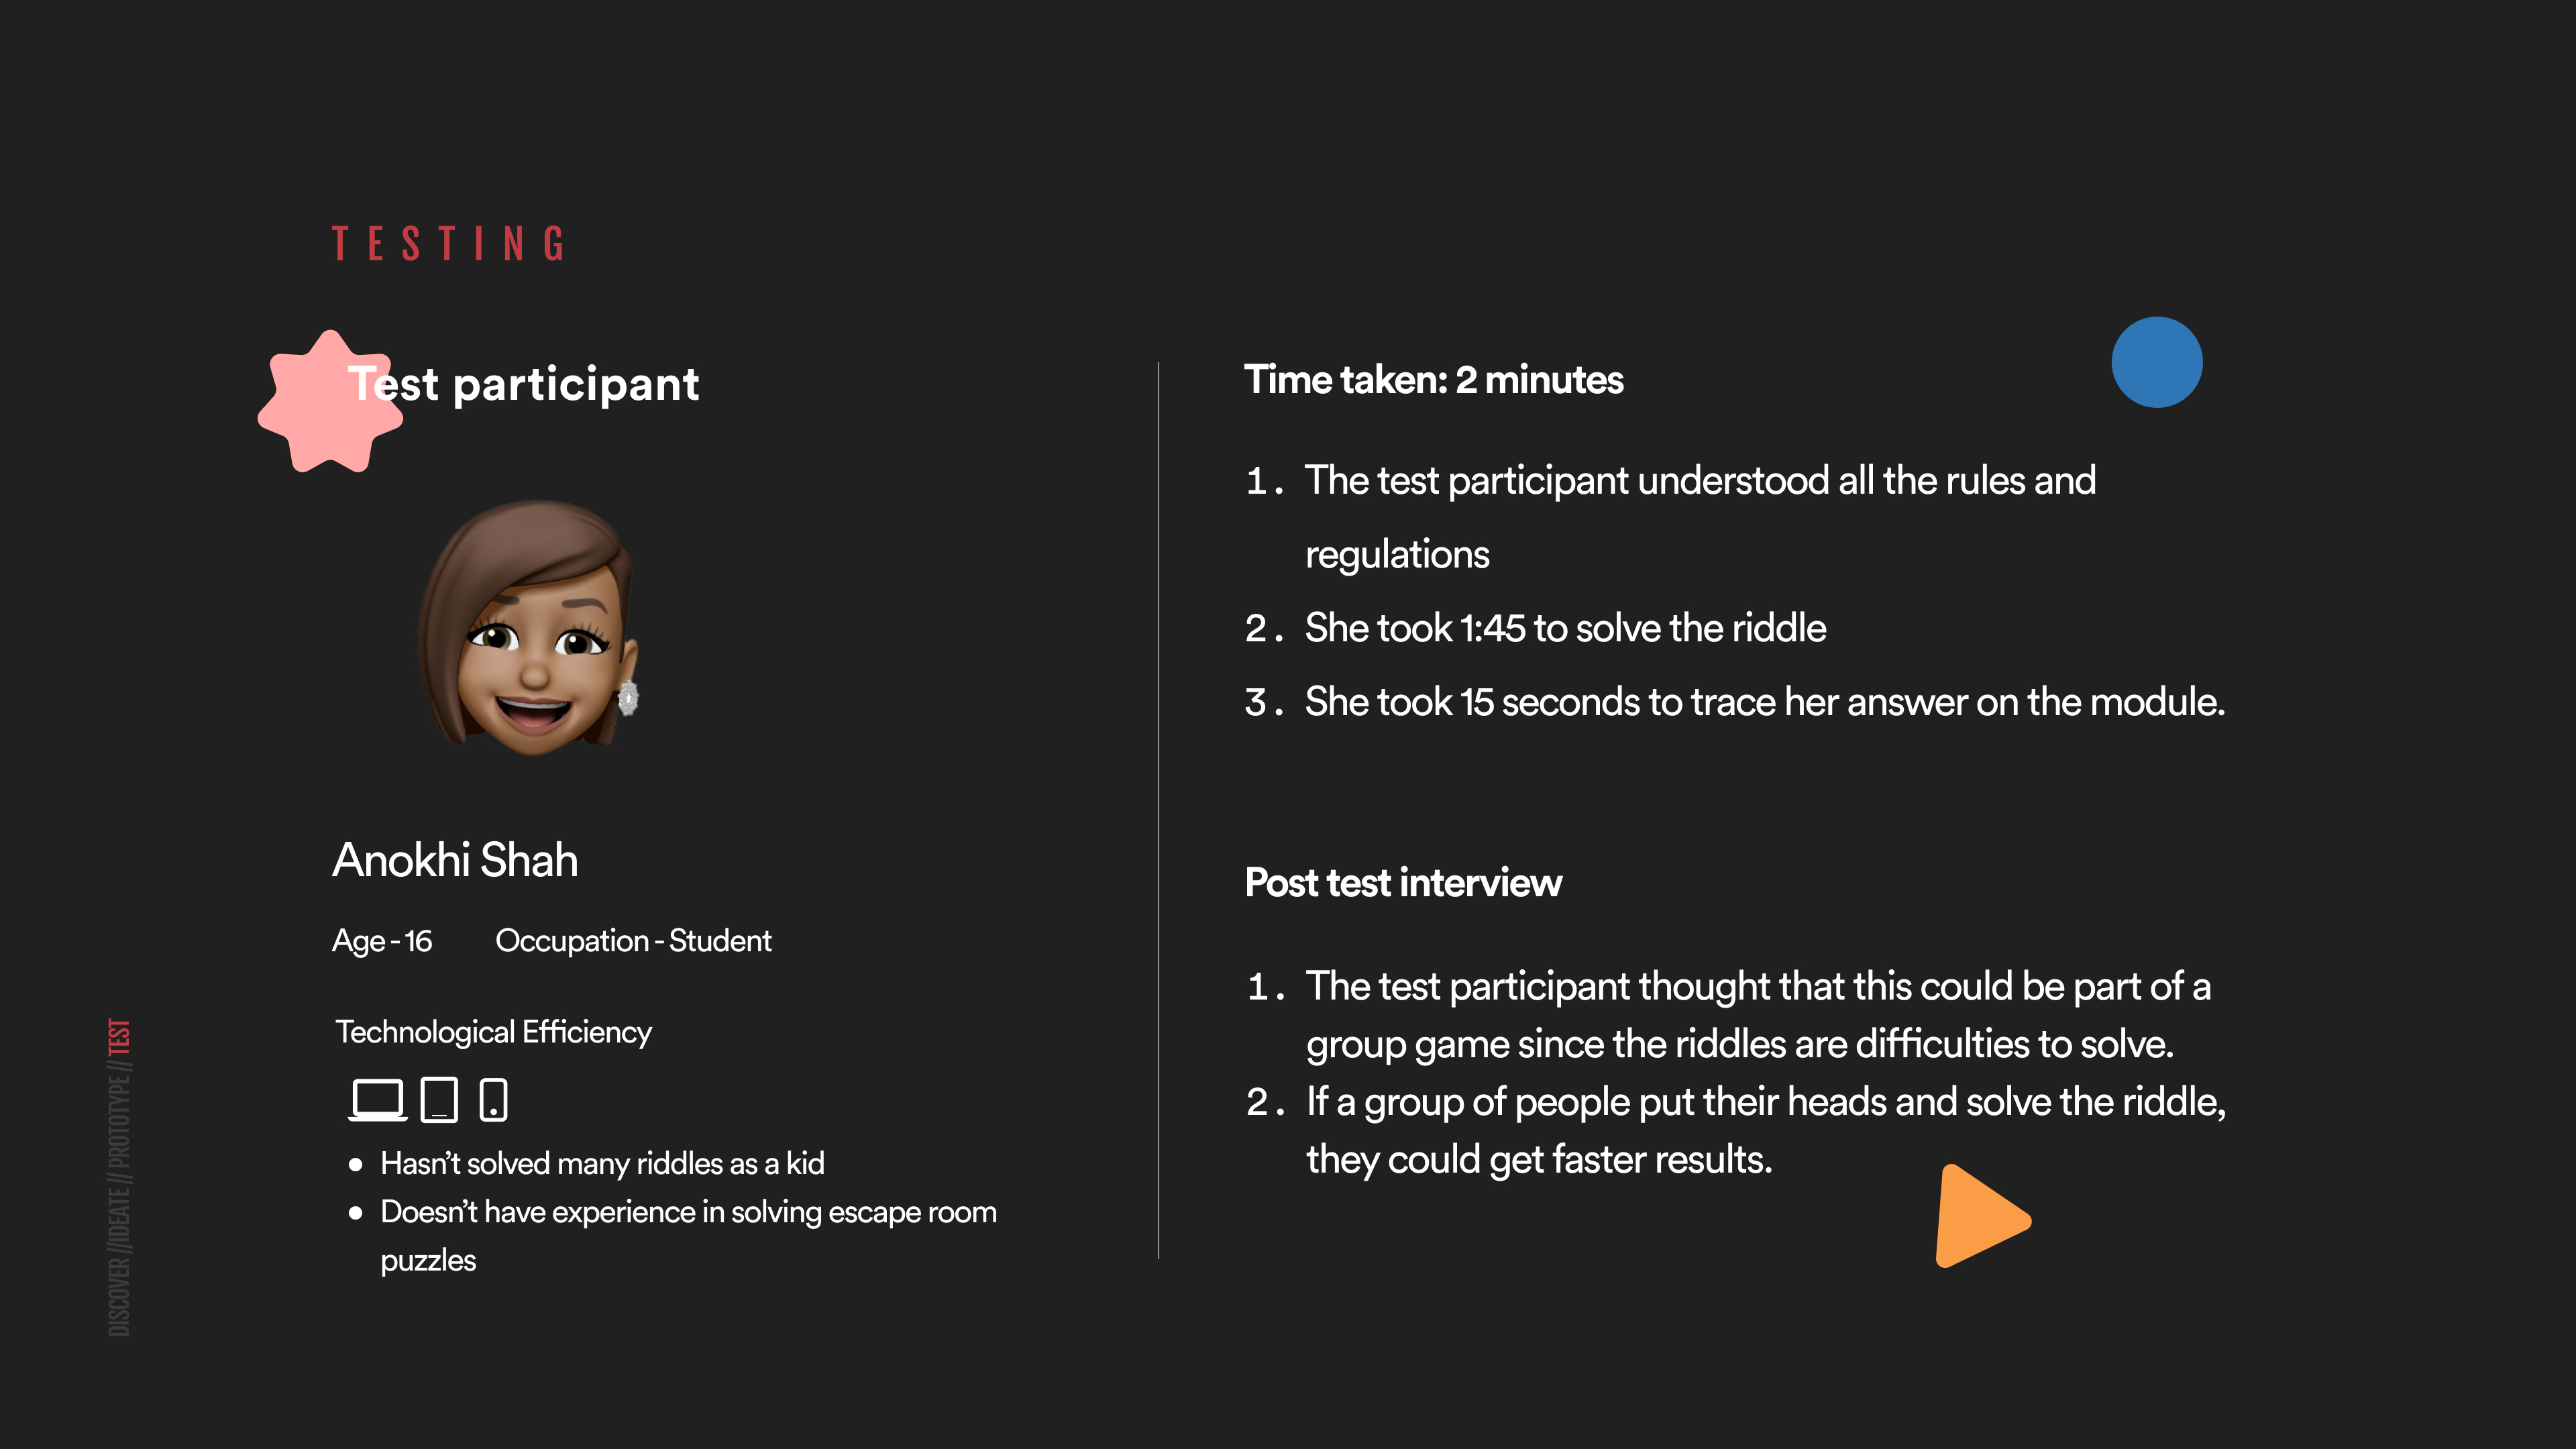 TESTING
Test participant
Anokhi Shah
Age - 16 Occupation - Student
Technological Efficiency
● Hasn't solved many riddles as a kid
● Doesn't have experience in solving escape room
puzzles
Time taken: 2 minutes
1. The test participant understood all the rules and
regulations
2. She took 1:45 to solve the riddle
3. She took 15 seconds to trace her answer on the module.
Post test interview
1. The test participant thought that this could be part of a
group game since the riddles are difficulties to solve.
2. If a group of people put their heads and solve the riddle,
they could get faster results.
DISCOVER //IDEATE // PROTOTYPE // TEST